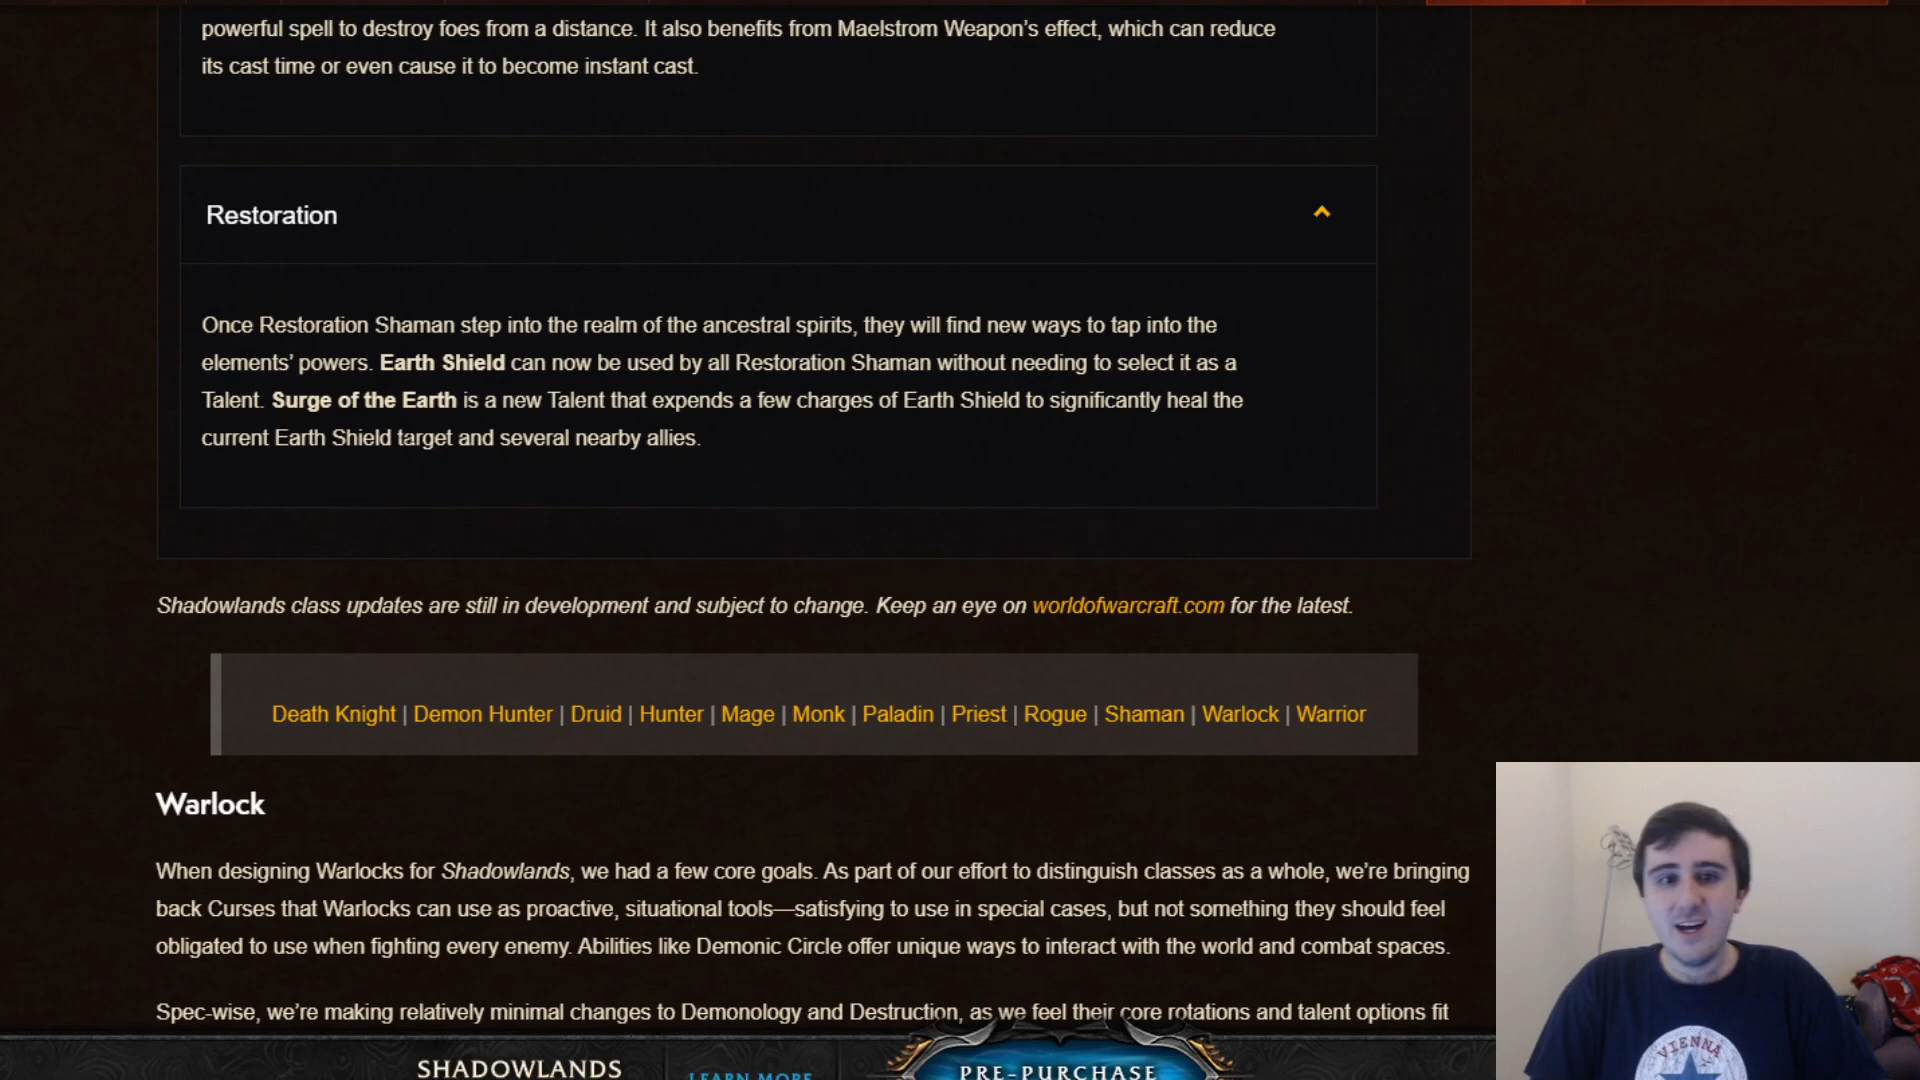 powerful spell to destroy foes from a distance. It also benefits from Maelstrom Weapon's effect, which can reduce
its cast time or even cause it to become instant cast.
Restoration
Once Restoration Shaman step into the realm of the ancestral spirits, they will find new ways to tap into the
elements' powers. Earth Shield can now be used by all Restoration Shaman without needing to select it as a
Talent. Surge of the Earth is a new Talent that expends a few charges of Earth Shield to significantly heal the
current Earth Shield target and several nearby allies.
Shadowlands class updates are still in development and subject to change. Keep an eye on worldofwarcraft.com for the latest.
Death Knight | Demon Hunter | Druid | Hunter | Mage | Monk | Paladin | Priest | Rogue | Shaman | Warlock | Warrior
Warlock
When designing Warlocks for Shadowlands, we had a few core goals. As part of our effort to distinguish classes as a whole, we're bringing
back Curses that Warlocks can use as proactive, situational tools—satisfying to use in special cases, but not something they should feel
obligated to use when fighting every enemy. Abilities like Demonic Circle offer unique ways to interact with the world and combat spaces.
Spec-wise, we're making relatively minimal changes to Demonology and Destruction, as we feel their core rotations and talent options fit
SHADOWLANDS
LEARN MORE
PRE-PURCHASE
VIENNA